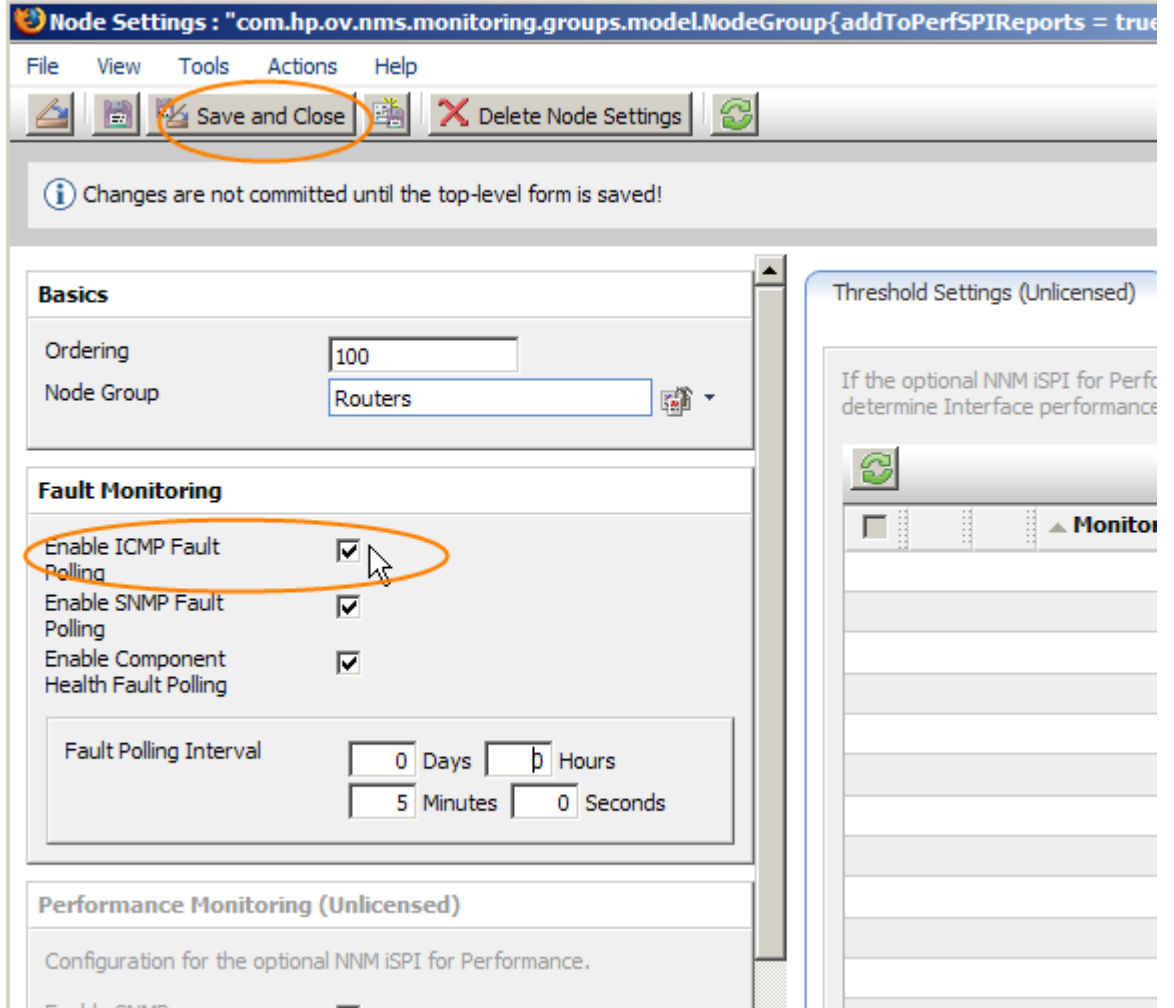 Node Settings : "com.hp.ov.nms.monitoring.groups.model.NodeGroup{addToPerfSPIReports = true
File View Tools Actions Help
Save and Close Delete Node Settings
Changes are not committed until the top-level form is saved!
Basics
Ordering 100
Node Group Routers
Fault Monitoring
Enable ICMP Fault
Polling
Enable SNMP Fault
Polling
Enable Component
Health Fault Polling
Fault Polling Interval 0 Days 0 Hours
5 Minutes 0 Seconds
Performance Monitoring (Unlicensed)
Configuration for the optional NNM iSPI for Performance.
Threshold Settings (Unlicensed)
If the optional NNM iSPI for Perfo
determine Interface performance
Monitor